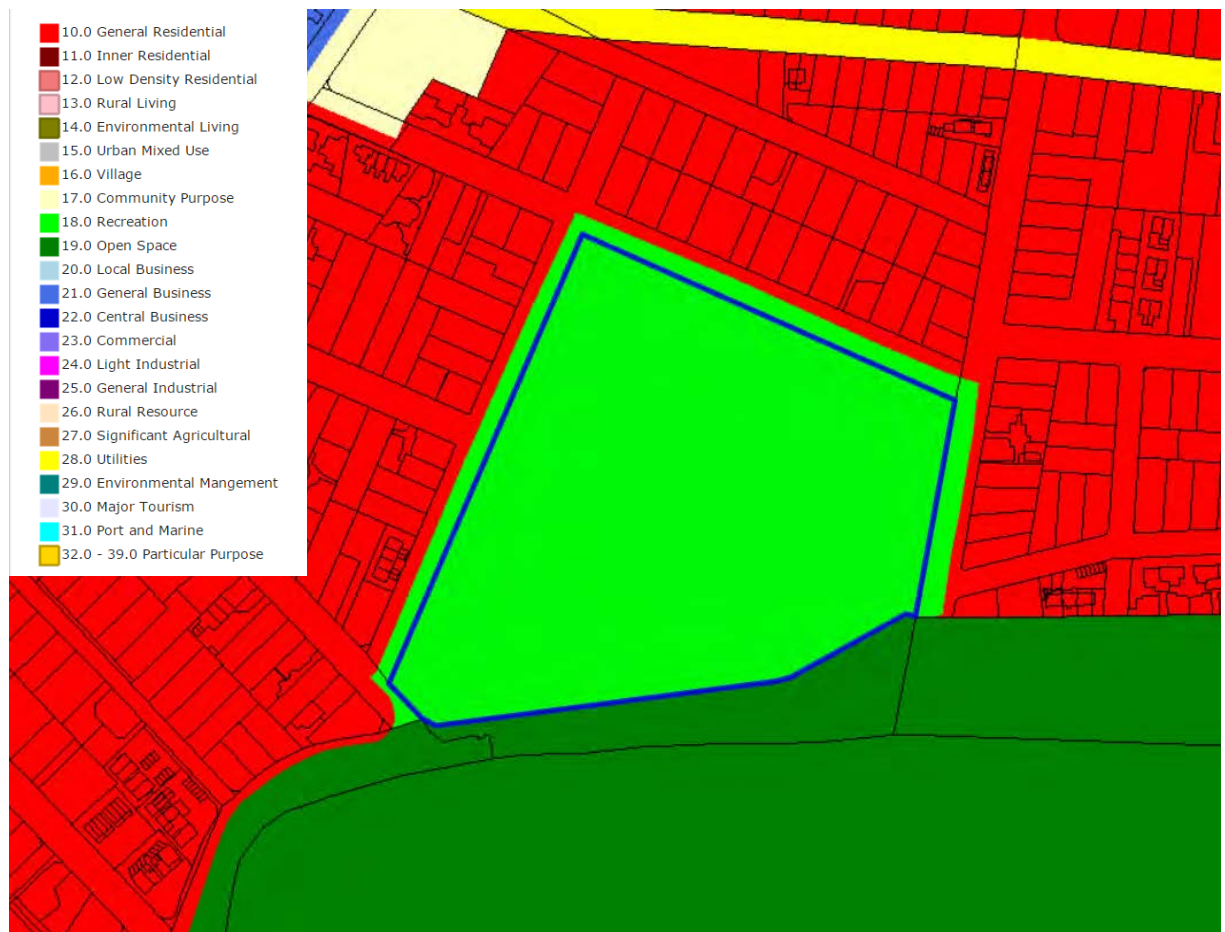 10.0 General Residential
11.0 Inner Residential
12.0 Low Density Residential
13.0 Rural Living
14.0 Environmental Living
15.0 Urban Mixed Use
16.0 Village
17.0 Community Purpose
18.0 Recreation
19.0 Open Space
20.0 Local Business
21.0 General Business
22.0 Central Business
23.0 Commercial
24.0 Light Industrial
25.0 General Industrial
26.0 Rural Resource
27.0 Significant Agricultural
28.0 Utilities
29.0 Environmental Mangement
30.0 Major Tourism
31.0 Port and Marine
32.0 - 39.0 Particular Purpose